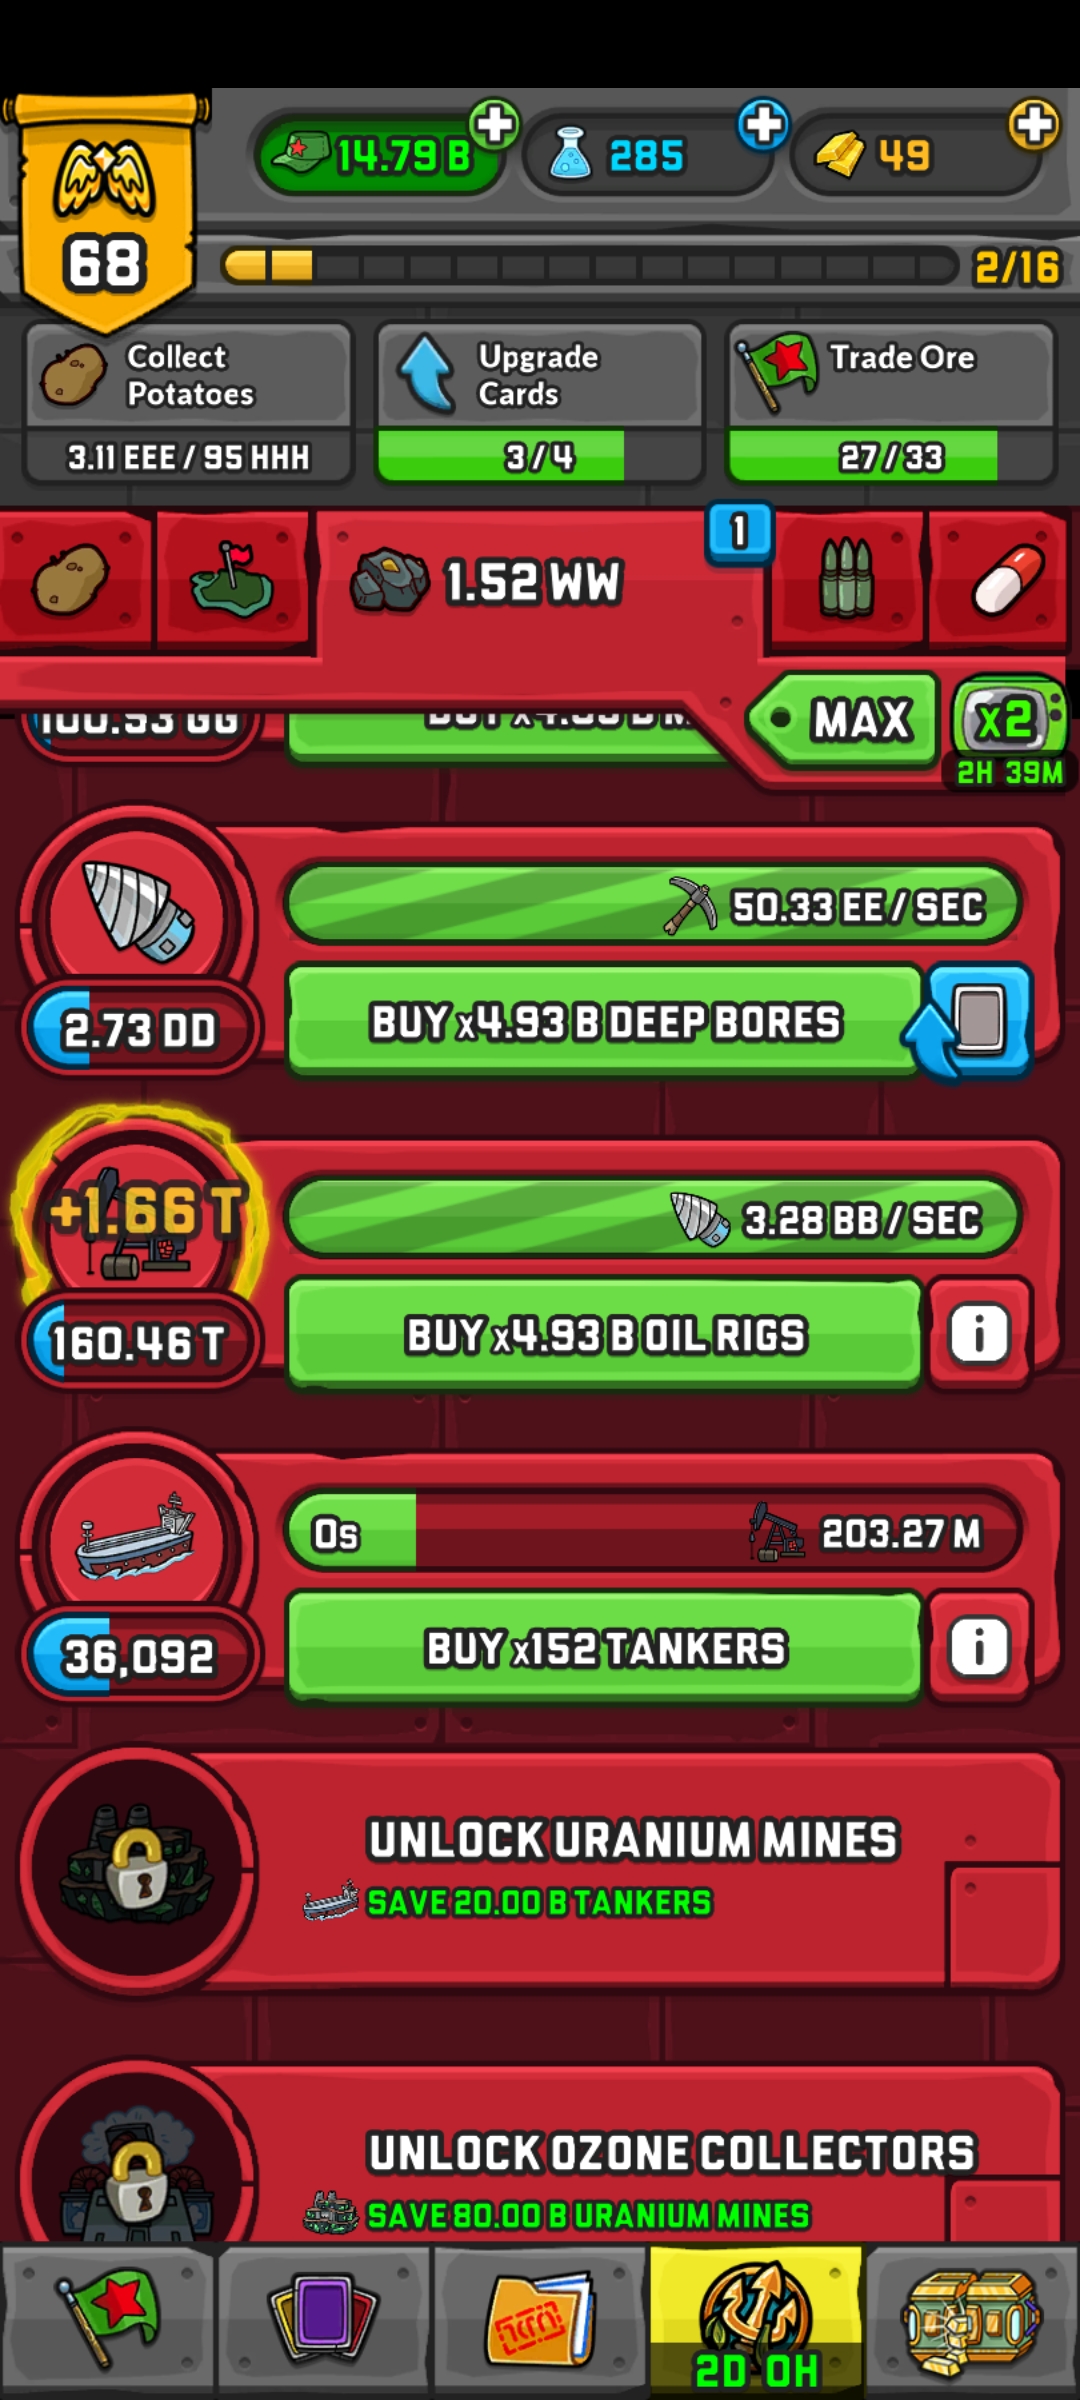 14.79 B
285
49
68
2/16
Collect
Potatoes
3.11 EEE / 95 HHH
Upgrade
Cards
3/4
Trade Ore
27/33
1.52 WW
1
MAX
x2
2H 39M
100.93 GG
BUY
50.33 EE / SEC
2.73 DD
BUY x4.93 B DEEP BORES
+1.66 T
3.28 BB / SEC
160.46 T
BUY x4.93 B OIL RIGS
i
0s
203.27 M
36,092
BUY x152 TANKERS
i
UNLOCK URANIUM MINES
SAVE 20.00 B TANKERS
UNLOCK OZONE COLLECTORS
SAVE 80.00 B URANIUM MINES
2D 0H